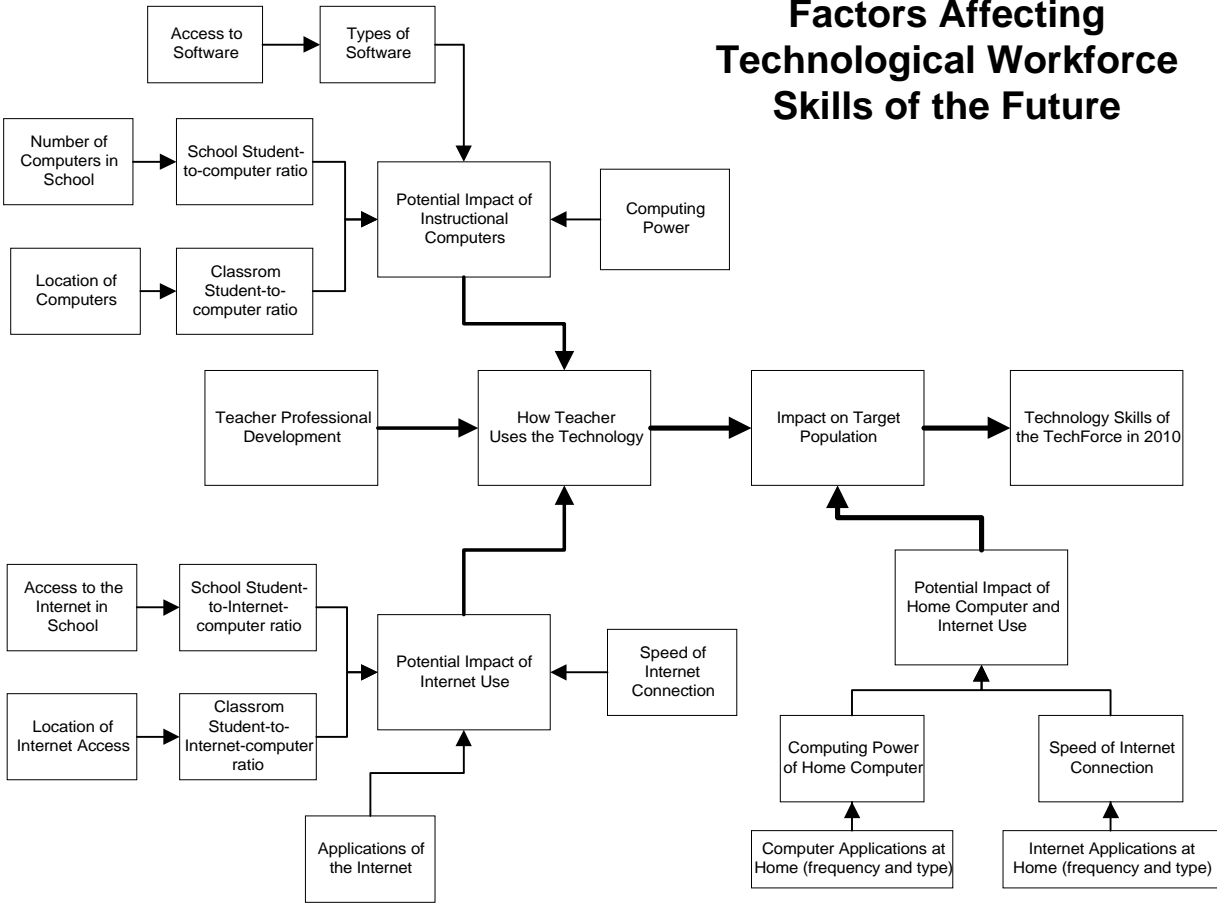 Factors Affecting
Technological Workforce
Skills of the Future
Access to
Software
Types of
Software
Number of
Computers in
School
School Student-
to-computer ratio
Potential Impact of
Instructional
Computers
Computing
Power
Location of
Computers
Classrom
Student-to-
computer ratio
Teacher Professional
Development
How Teacher
Uses the Technology
Impact on Target
Population
Technology Skills of
the TechForce in 2010
Access to the
Internet in
School
School Student-
to-Internet-
computer ratio
Potential Impact of
Internet Use
Speed of
Internet
Connection
Potential Impact of
Home Computer and
Internet Use
Location of
Internet Access
Classrom
Student-to-
Internet-computer
ratio
Computing Power
of Home Computer
Speed of Internet
Connection
Applications of
the Internet
Computer Applications at
Home (frequency and type)
Internet Applications at
Home (frequency and type)